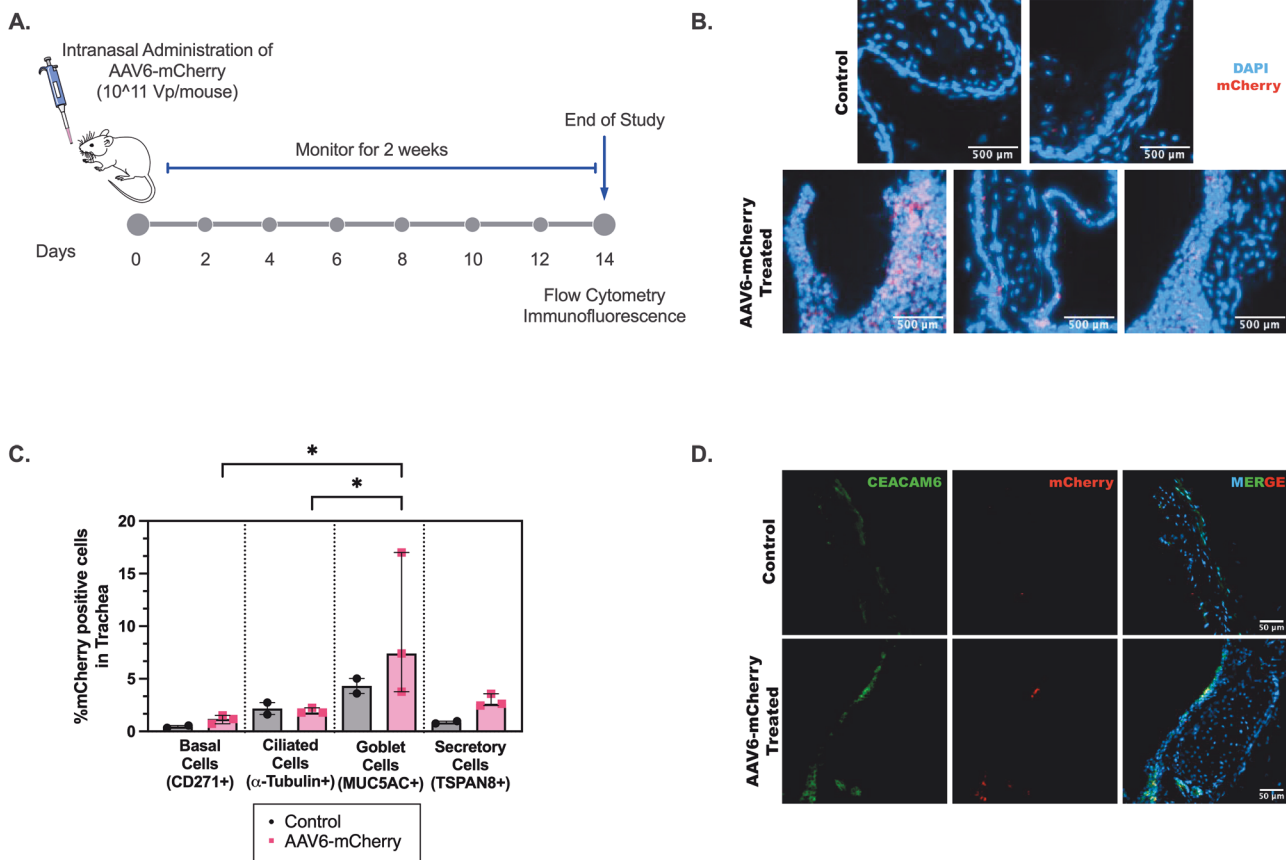 A.
Intranasal Administration of
AAV6-mCherry
(10^11 Vp/mouse)
Monitor for 2 weeks
End of Study
Days
0 2 4 6 8 10 12 14
Flow Cytometry
Immunofluorescence
B.
Control
500 µm
500 µm
DAPI
mCherry
AAV6-mCherry
Treated
500 µm
500 µm
500 µm
C.
*
*
%mCherry positive cells
in Trachea
20
15
10
5
0
Basal
Cells
(CD271+)
Ciliated
Cells
(α-Tubulin+)
Goblet
Cells
(MUC5AC+)
Secretory
Cells
(TSPAN8+)
Control
AAV6-mCherry
D.
CEACAM6
mCherry
MERGE
Control
50 µm
AAV6-mCherry
Treated
50 µm